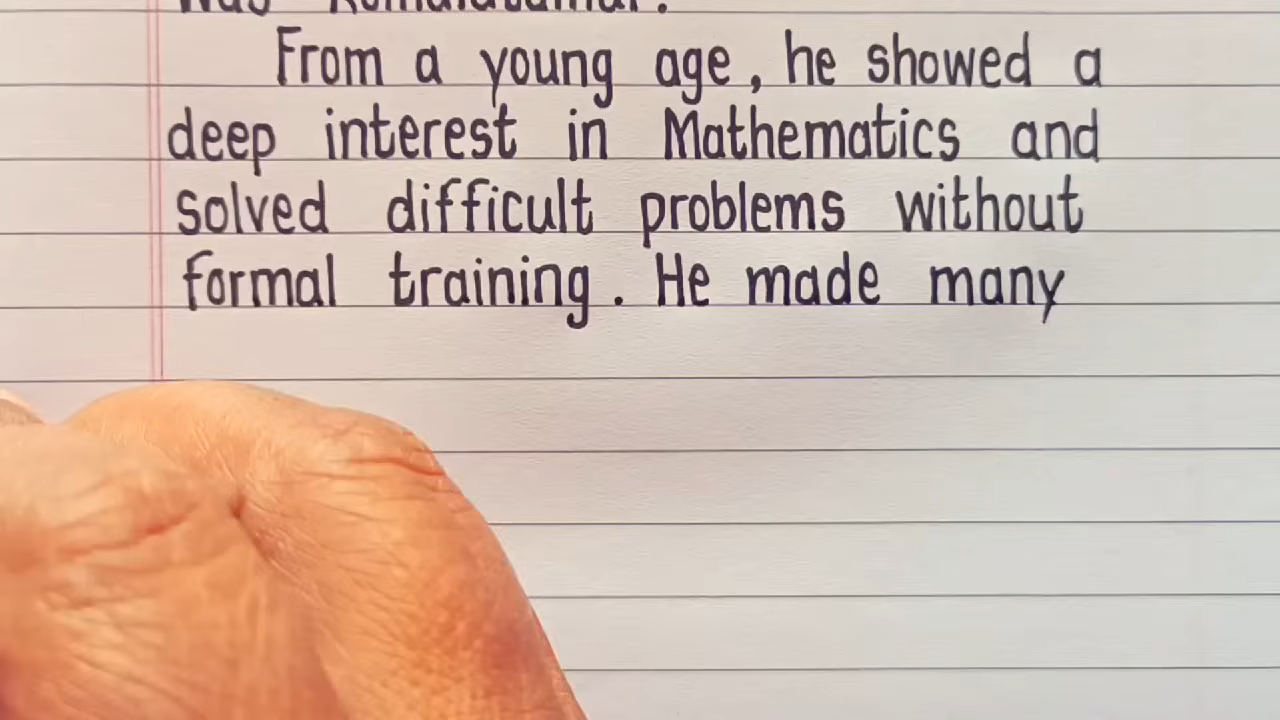 From a young age, he showed a
deep interest in Mathematics and
solved difficult problems without
formal training. He made many